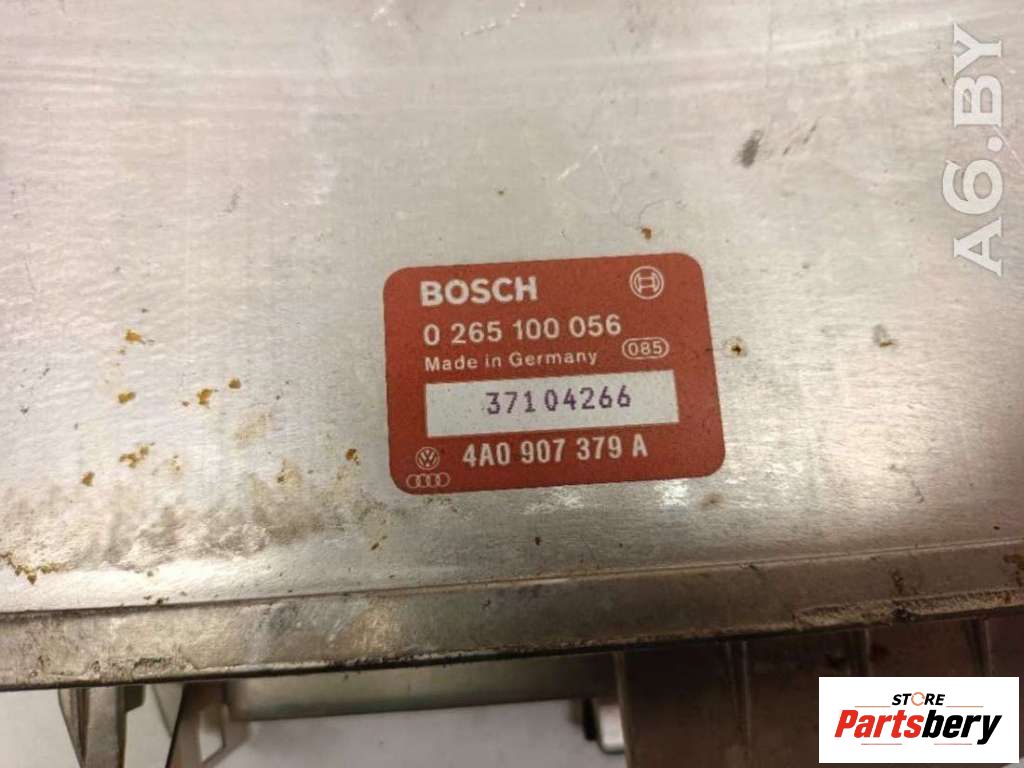 A6.BY
BOSCH
0 265 100 056
Made in Germany 085
37104266
4A0 907 379 A
STORE
Partsbery